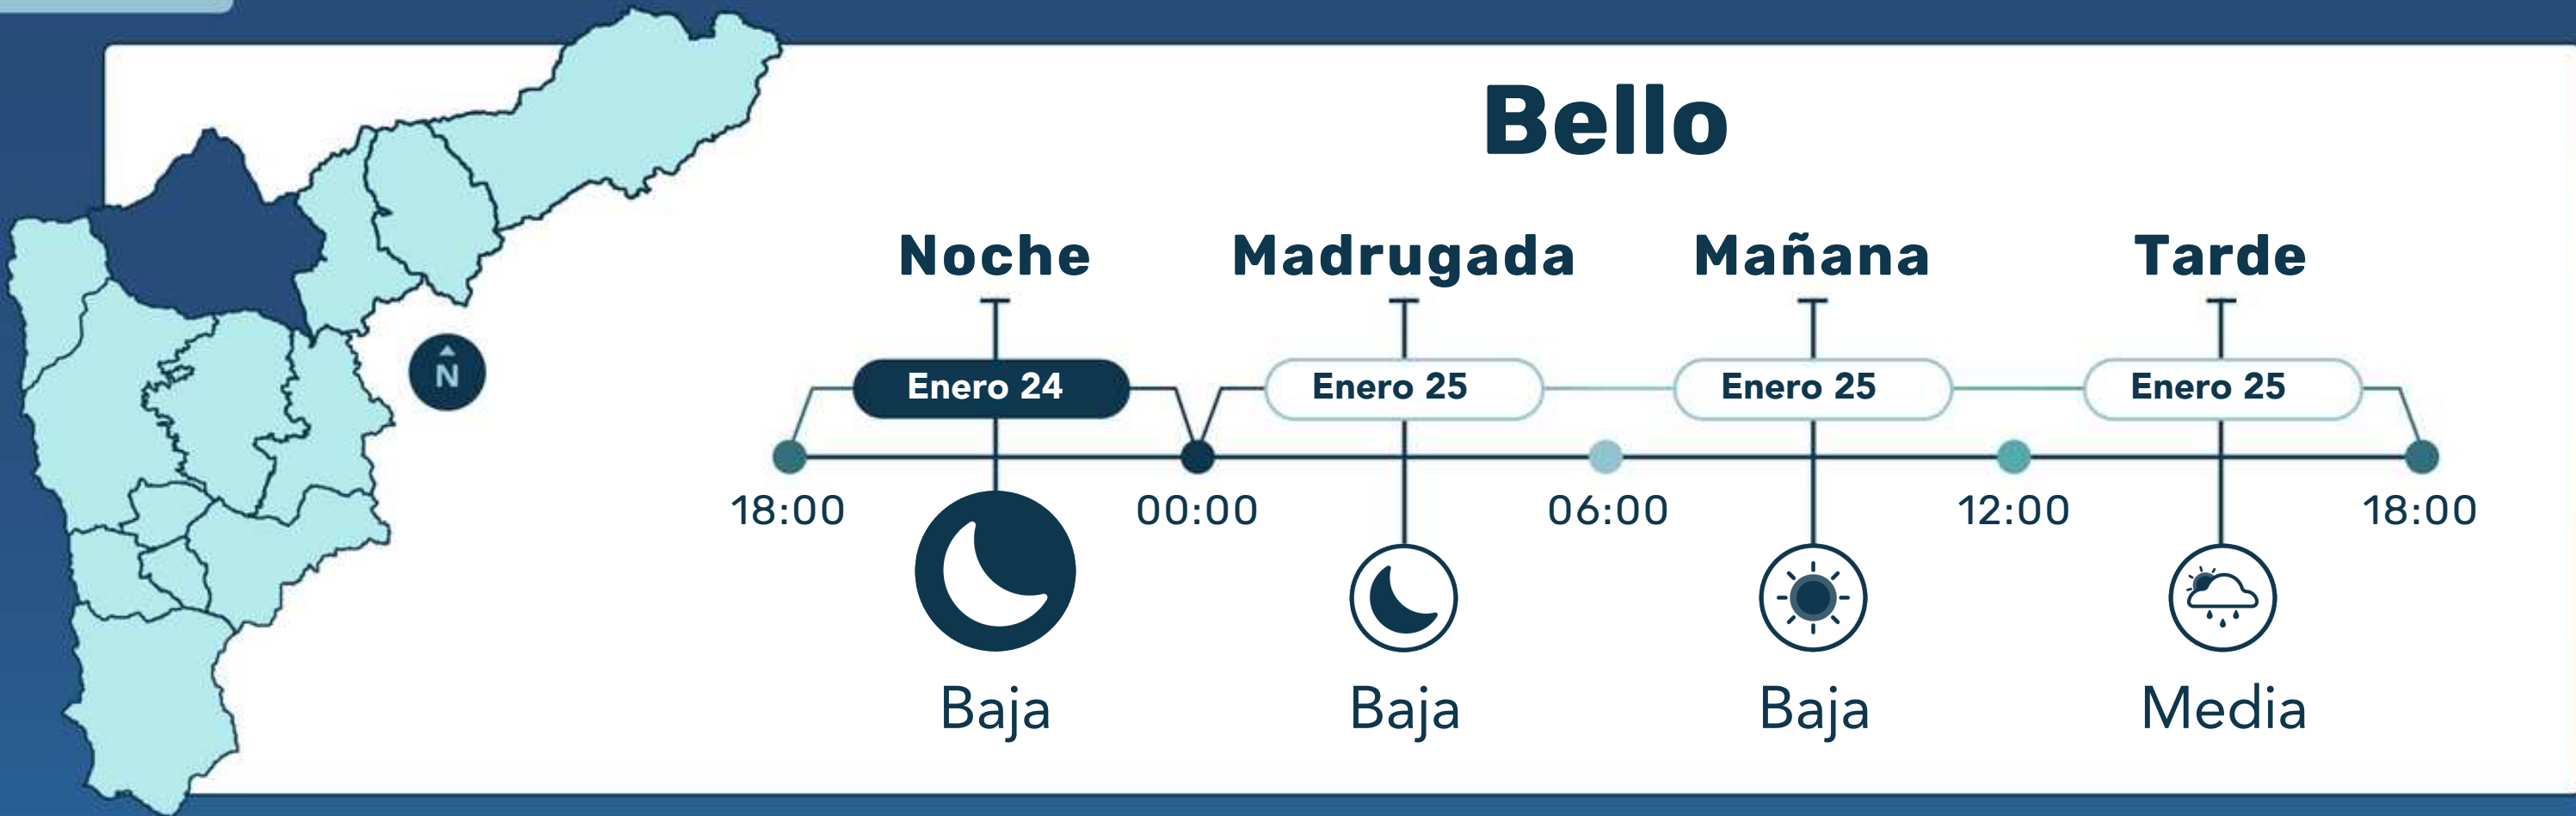 Bello
Noche Madrugada Mañana Tarde
Enero 24 Enero 25 Enero 25 Enero 25
N
18:00 00:00 06:00 12:00 18:00
Baja Baja Baja Media